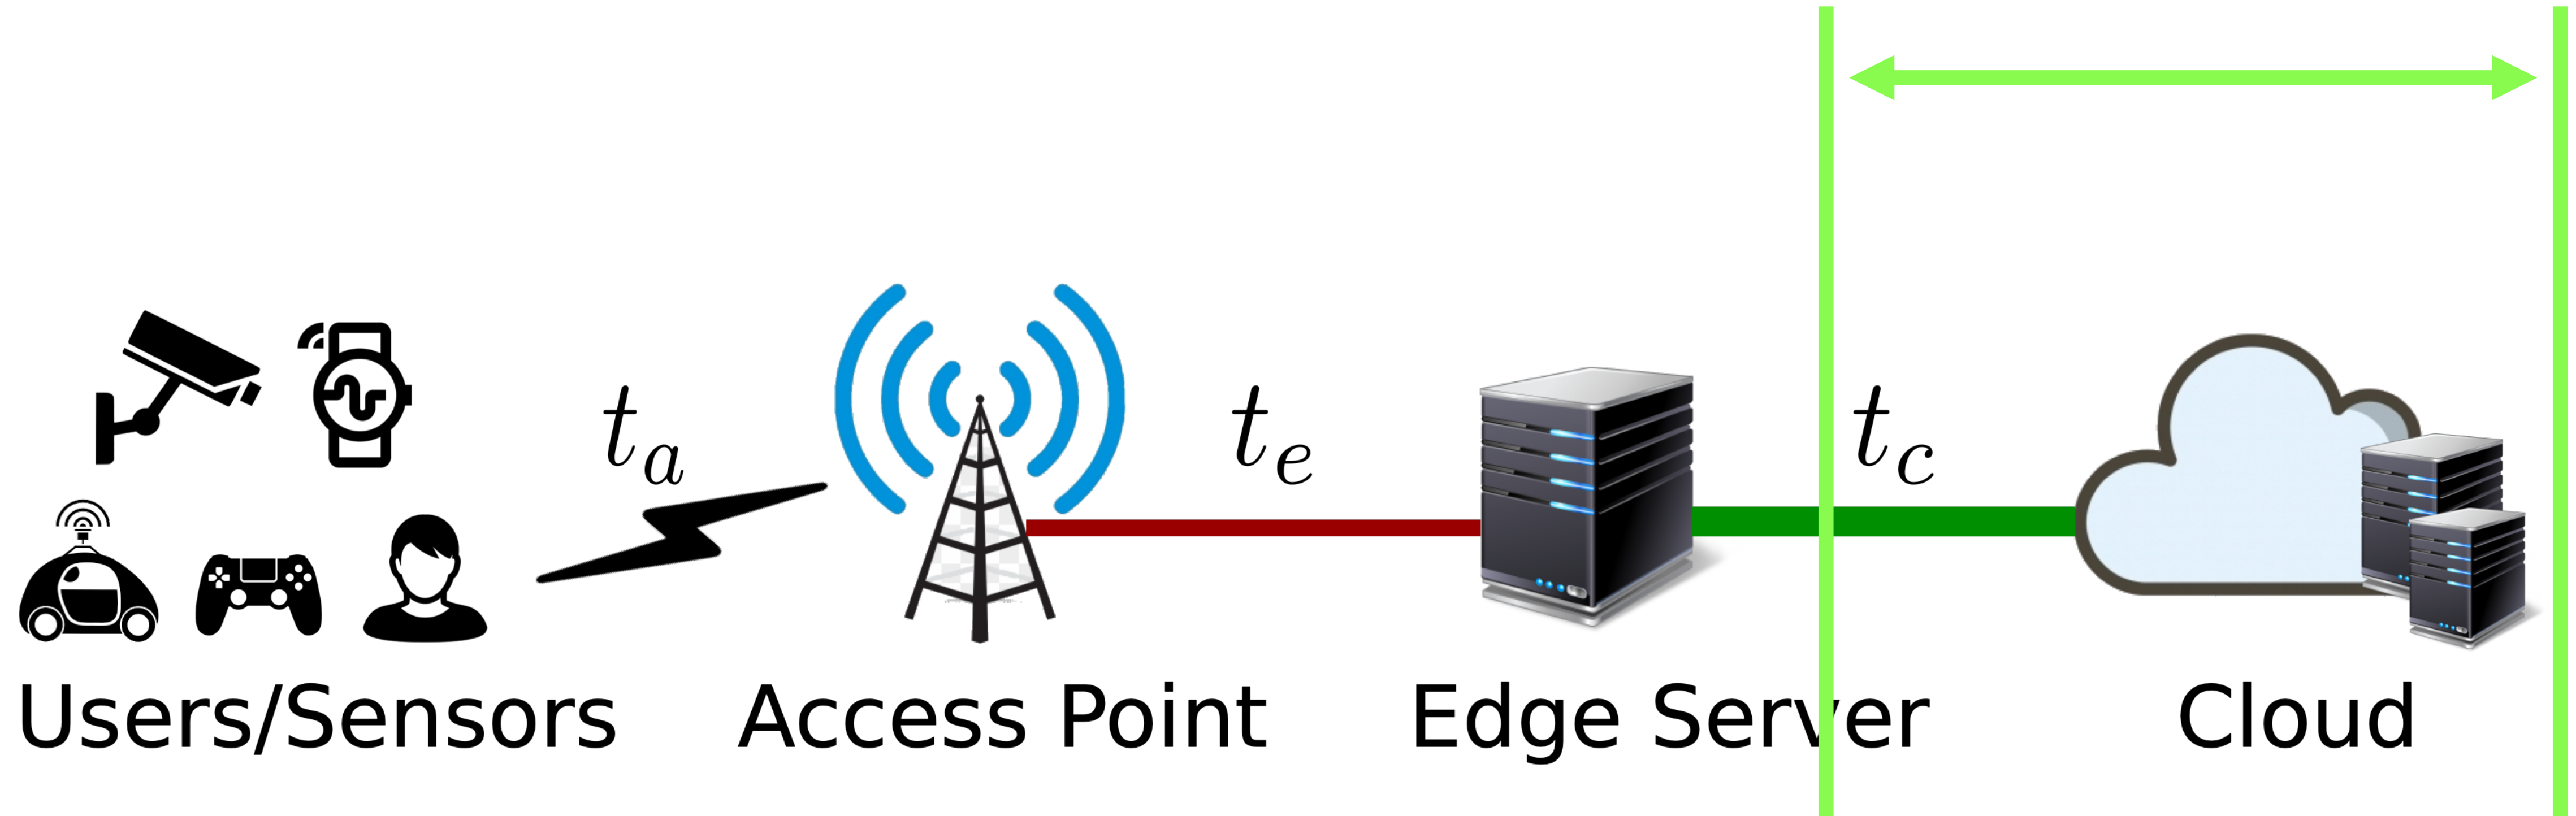 t_a
t_e
t_c
Users/Sensors
Access Point
Edge Server
Cloud